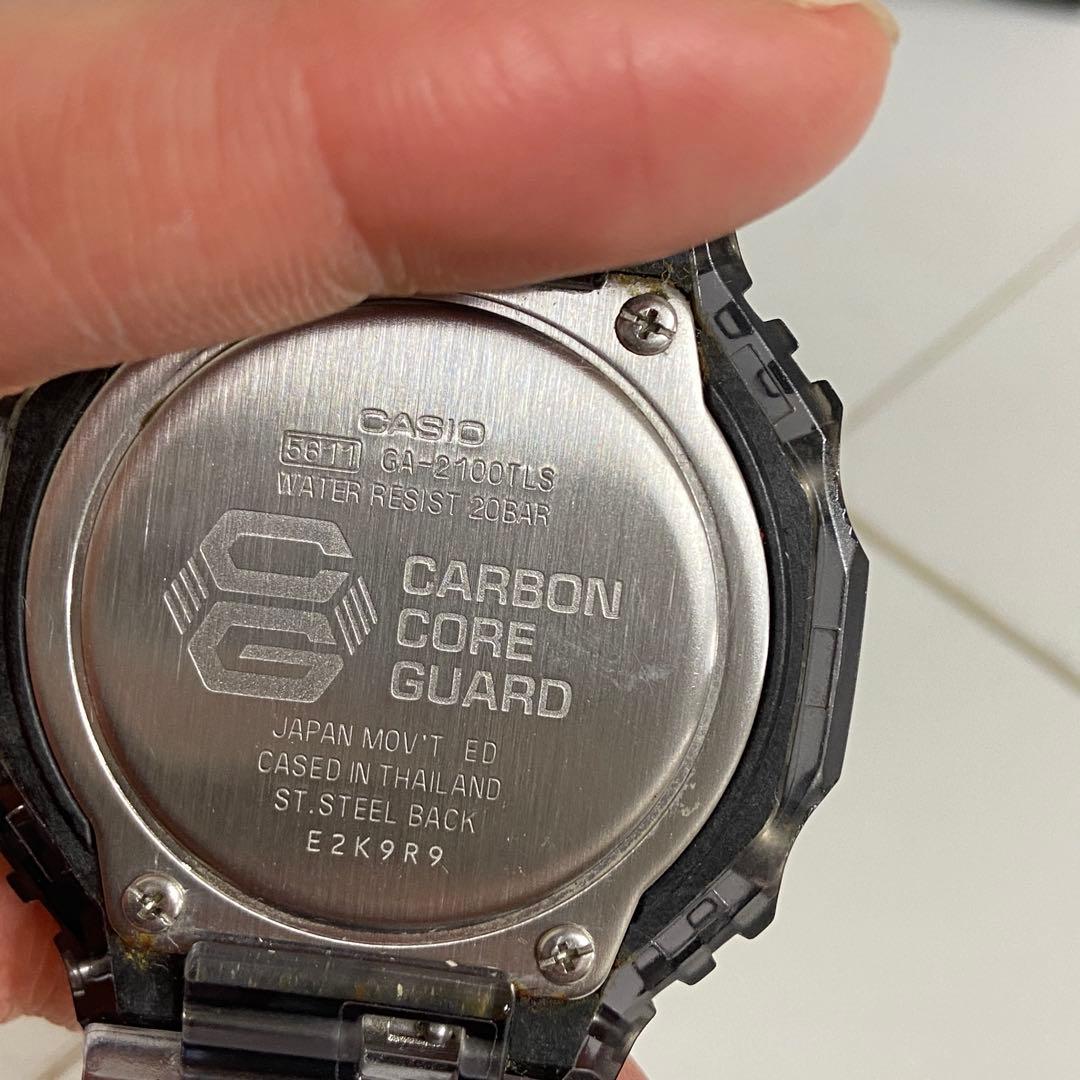 CASIO
5611 GA-2100TLS
WATER RESIST 20BAR
CG
CARBON
CORE
GUARD
JAPAN MOV'T ED
CASED IN THAILAND
ST.STEEL BACK
E2K9R9